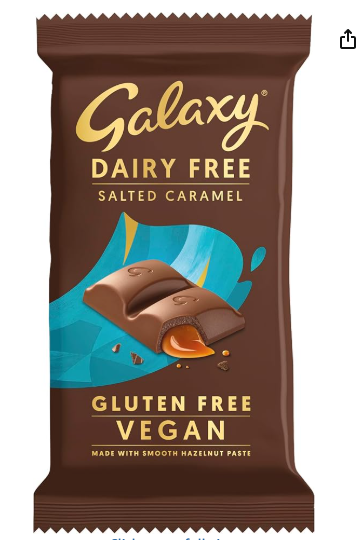 Galaxy®
DAIRY FREE
SALTED CARAMEL
GLUTEN FREE
VEGAN
MADE WITH SMOOTH HAZELNUT PASTE